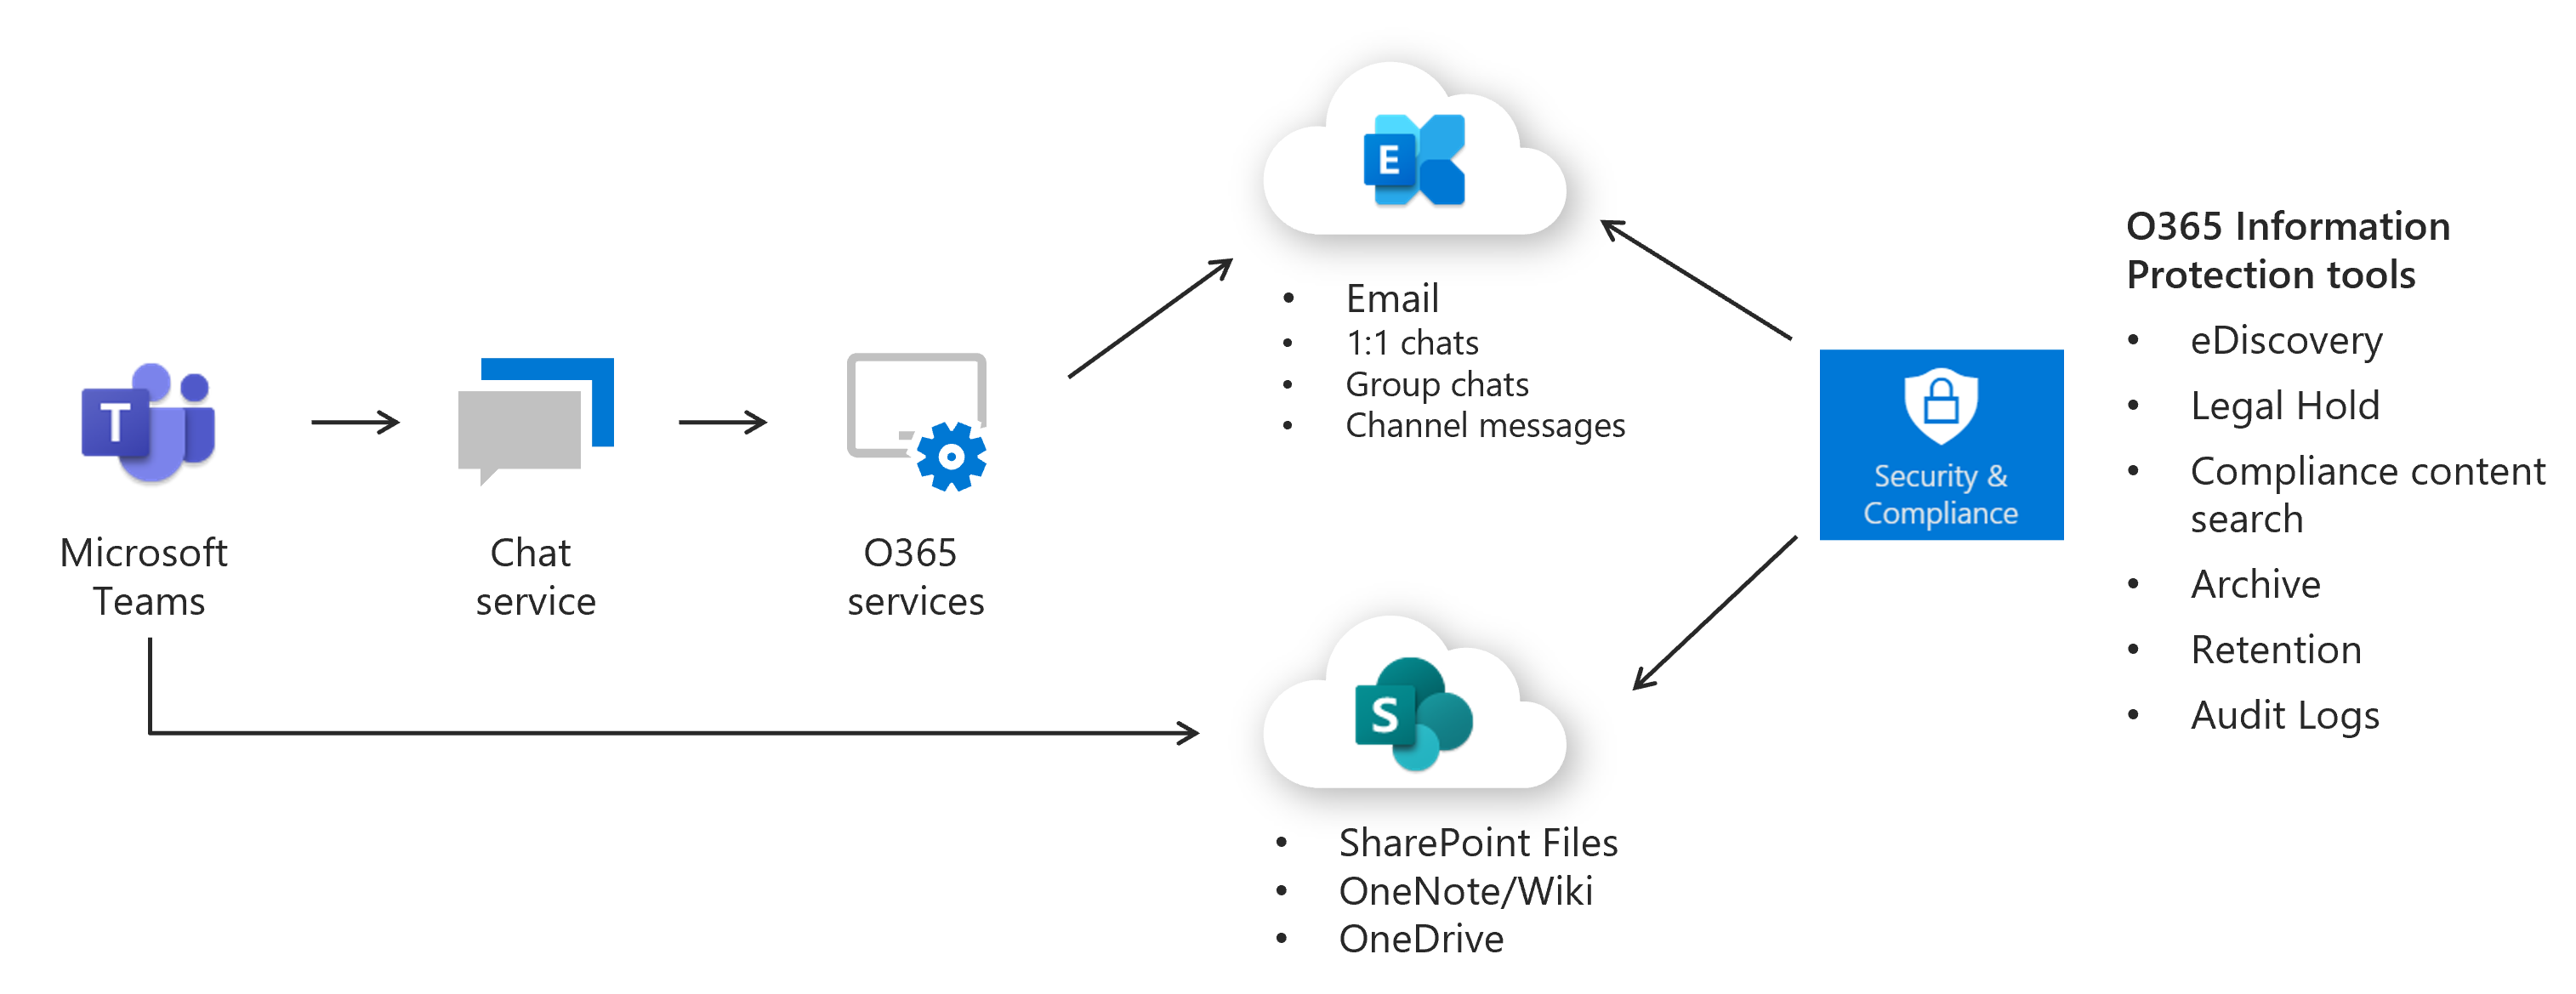 T
Microsoft
Teams
Chat
service
O365
services
E
• Email
• 1:1 chats
• Group chats
• Channel messages
S
• SharePoint Files
• OneNote/Wiki
• OneDrive
Security &
Compliance
O365 Information
Protection tools
• eDiscovery
• Legal Hold
• Compliance content
search
• Archive
• Retention
• Audit Logs